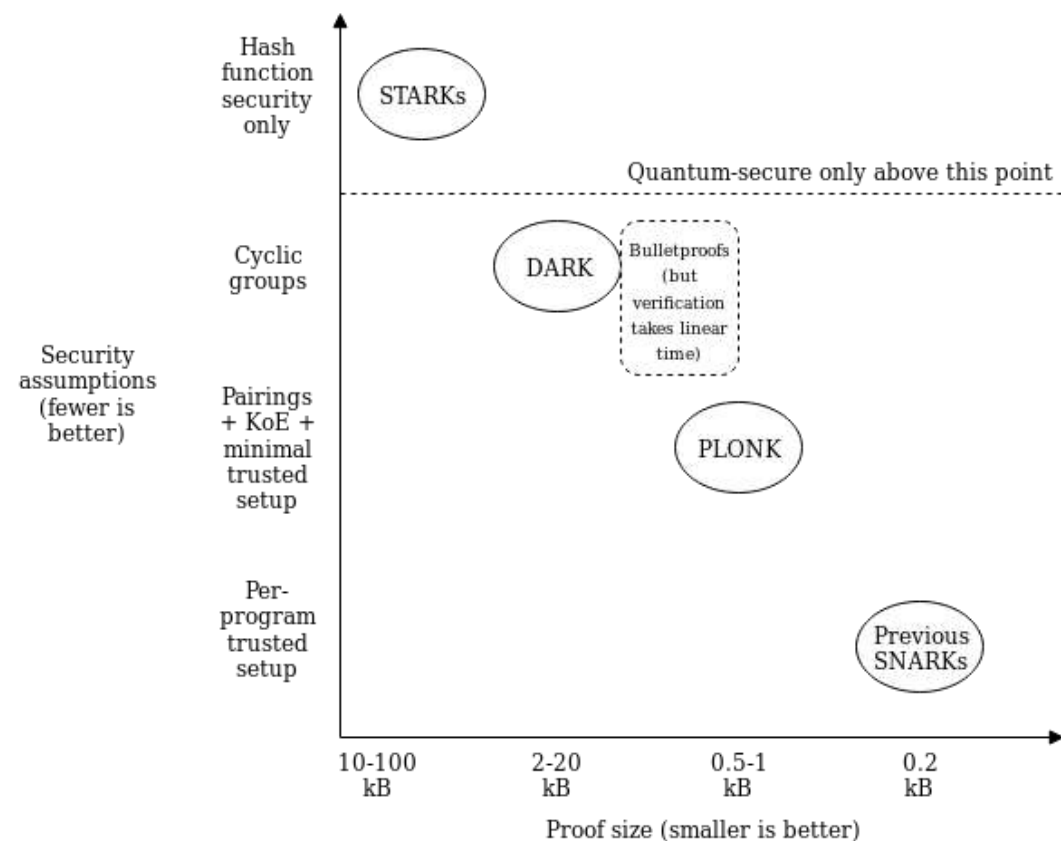 Hash
function
security
only
STARKs
Quantum-secure only above this point
Cyclic
groups
DARK
Bulletproofs
(but
verification
takes linear
time)
Security
assumptions
(fewer is
better)
Pairings
+ KoE +
minimal
trusted
setup
PLONK
Per-
program
trusted
setup
Previous
SNARKs
10-100
kB
2-20
kB
0.5-1
kB
0.2
kB
Proof size (smaller is better)